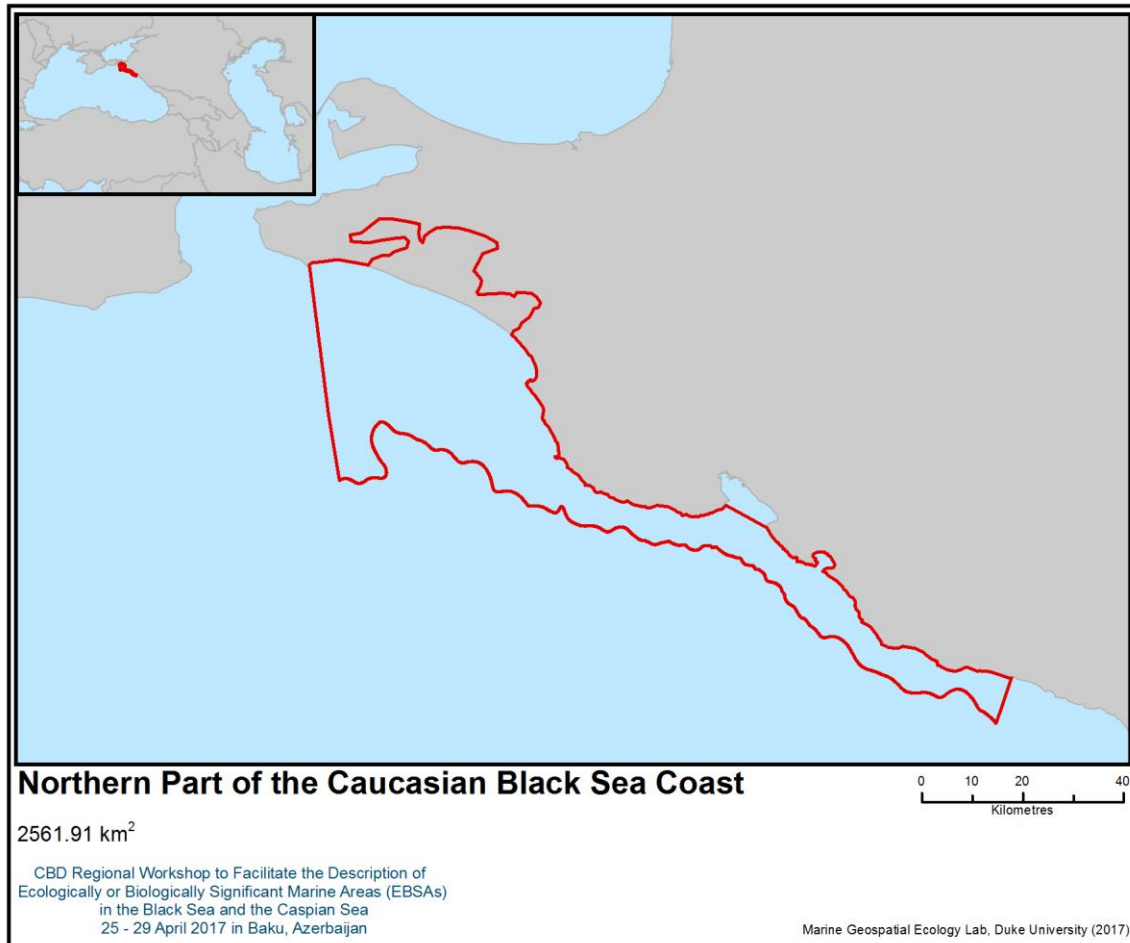 Northern Part of the Caucasian Black Sea Coast
0 10 20 40
Kilometres
2561.91 km²
CBD Regional Workshop to Facilitate the Description of
Ecologically or Biologically Significant Marine Areas (EBSAs)
in the Black Sea and the Caspian Sea
25 - 29 April 2017 in Baku, Azerbaijan
Marine Geospatial Ecology Lab, Duke University (2017)